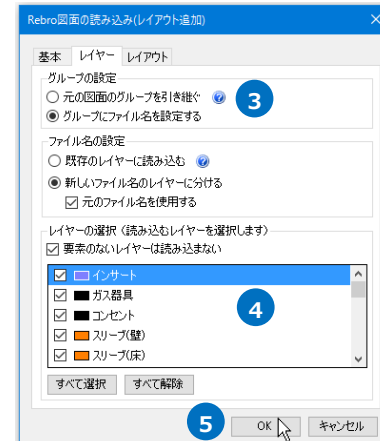 Rebro図面の読み込み(レイアウト追加)
基本 レイヤー レイアウト
グループの設定
元の図面のグループを引き継ぐ
3
グループにファイル名を設定する
ファイル名の設定
既存のレイヤーに読み込む
新しいファイル名のレイヤーに分ける
元のファイル名を使用する
レイヤーの選択（読み込むレイヤーを選択します）
要素のないレイヤーは読み込まない
インサート
ガス器具
コンセント
4
スリーブ(壁)
スリーブ(床)
すべて選択 すべて解除
5 OK キャンセル